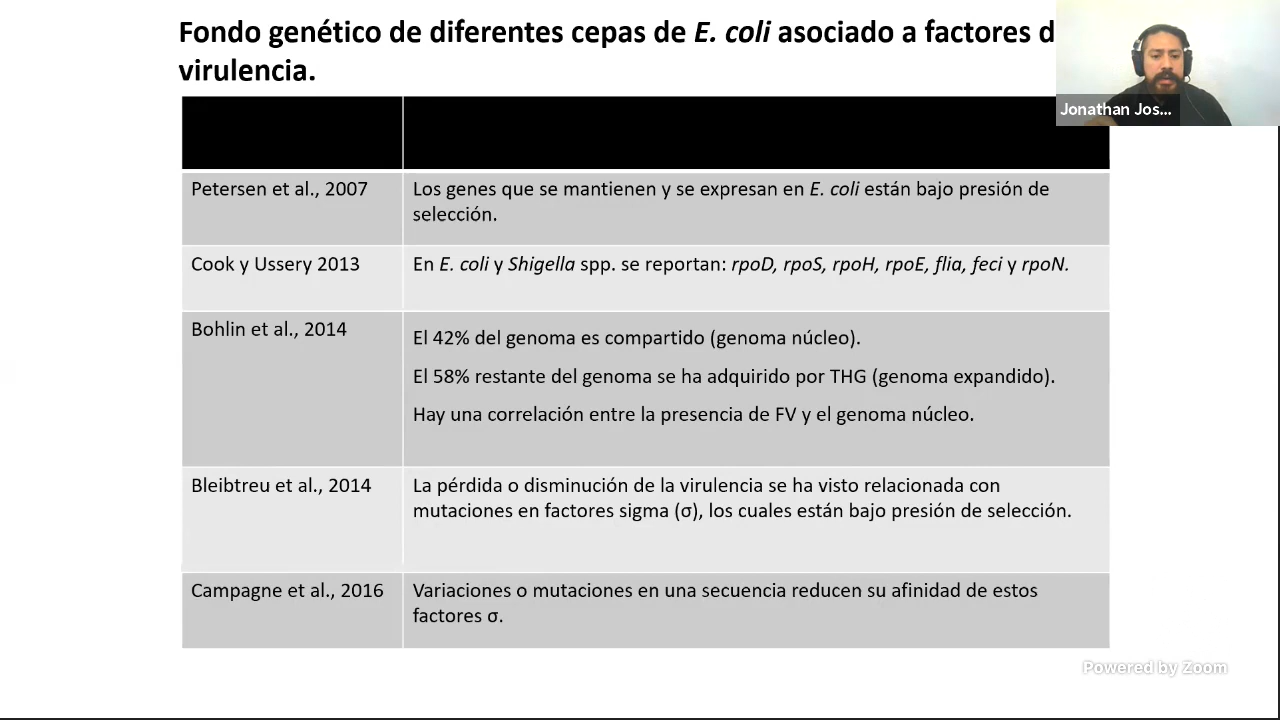 Fondo genético de diferentes cepas de E. coli asociado a factores d
virulencia.
Jonathan Jos...
Petersen et al., 2007
Los genes que se mantienen y se expresan en E. coli están bajo presión de
selección.
Cook y Ussery 2013
En E. coli y Shigella spp. se reportan: rpoD, rpoS, rpoH, rpoE, flia, feci y rpoN.
Bohlin et al., 2014
El 42% del genoma es compartido (genoma núcleo).
El 58% restante del genoma se ha adquirido por THG (genoma expandido).
Hay una correlación entre la presencia de FV y el genoma núcleo.
Bleibtreu et al., 2014
La pérdida o disminución de la virulencia se ha visto relacionada con
mutaciones en factores sigma (σ), los cuales están bajo presión de selección.
Campagne et al., 2016
Variaciones o mutaciones en una secuencia reducen su afinidad de estos
factores σ.
Powered by Zoom